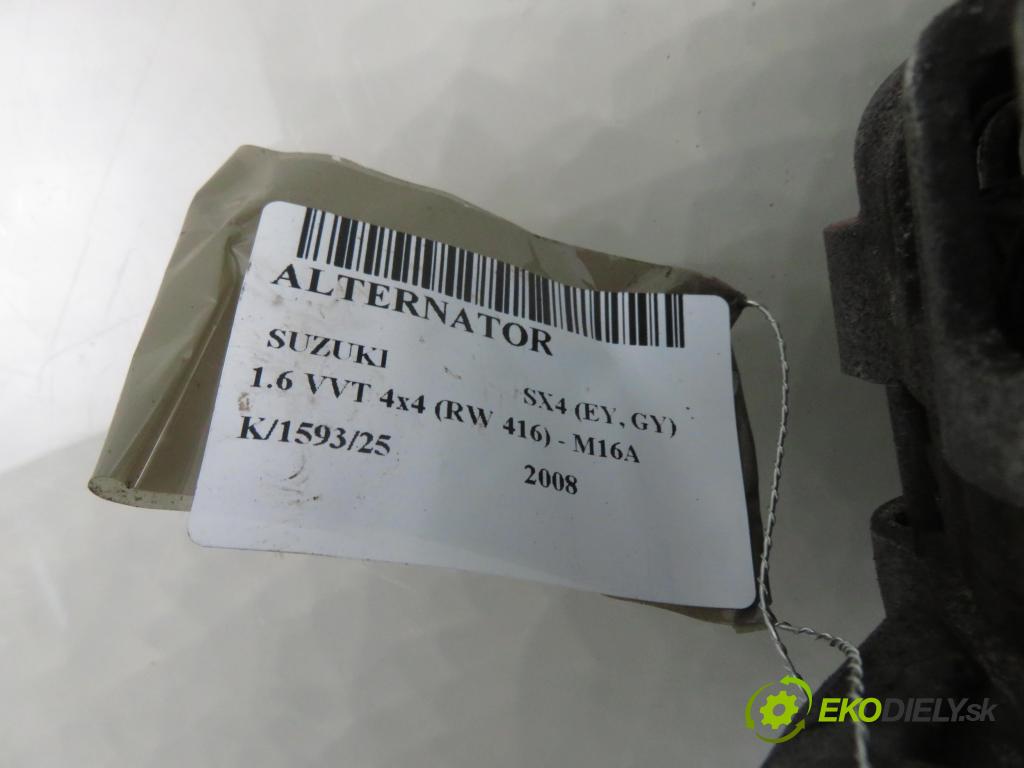 ALTERNATOR
SUZUKI SX4 (EY, GY)
1.6 VVT 4x4 (RW 416) - M16A
K/1593/25 2008
EKODIELY.sk